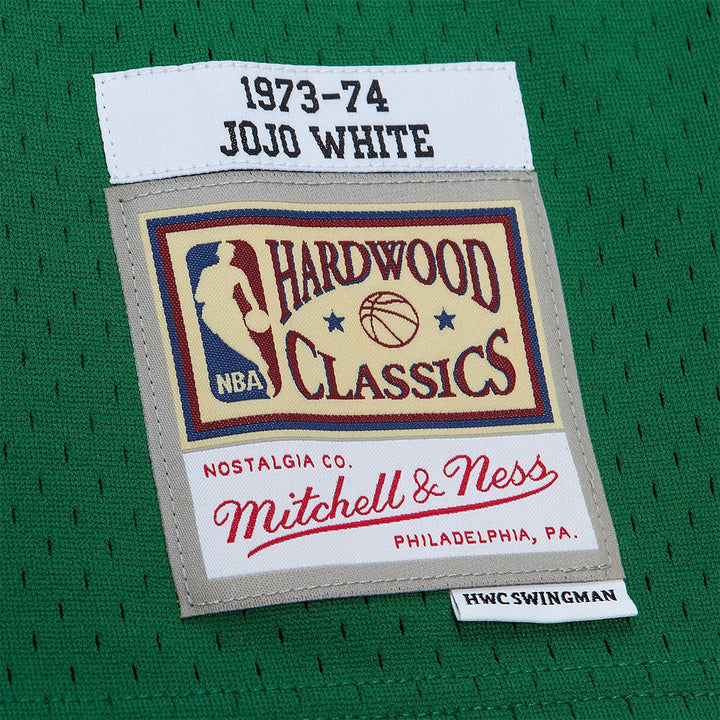 1973-74
JOJO WHITE
HARDWOOD
CLASSICS
NBA
NOSTALGIA CO.
Mitchell & Ness
PHILADELPHIA, PA.
HWC SWINGMAN